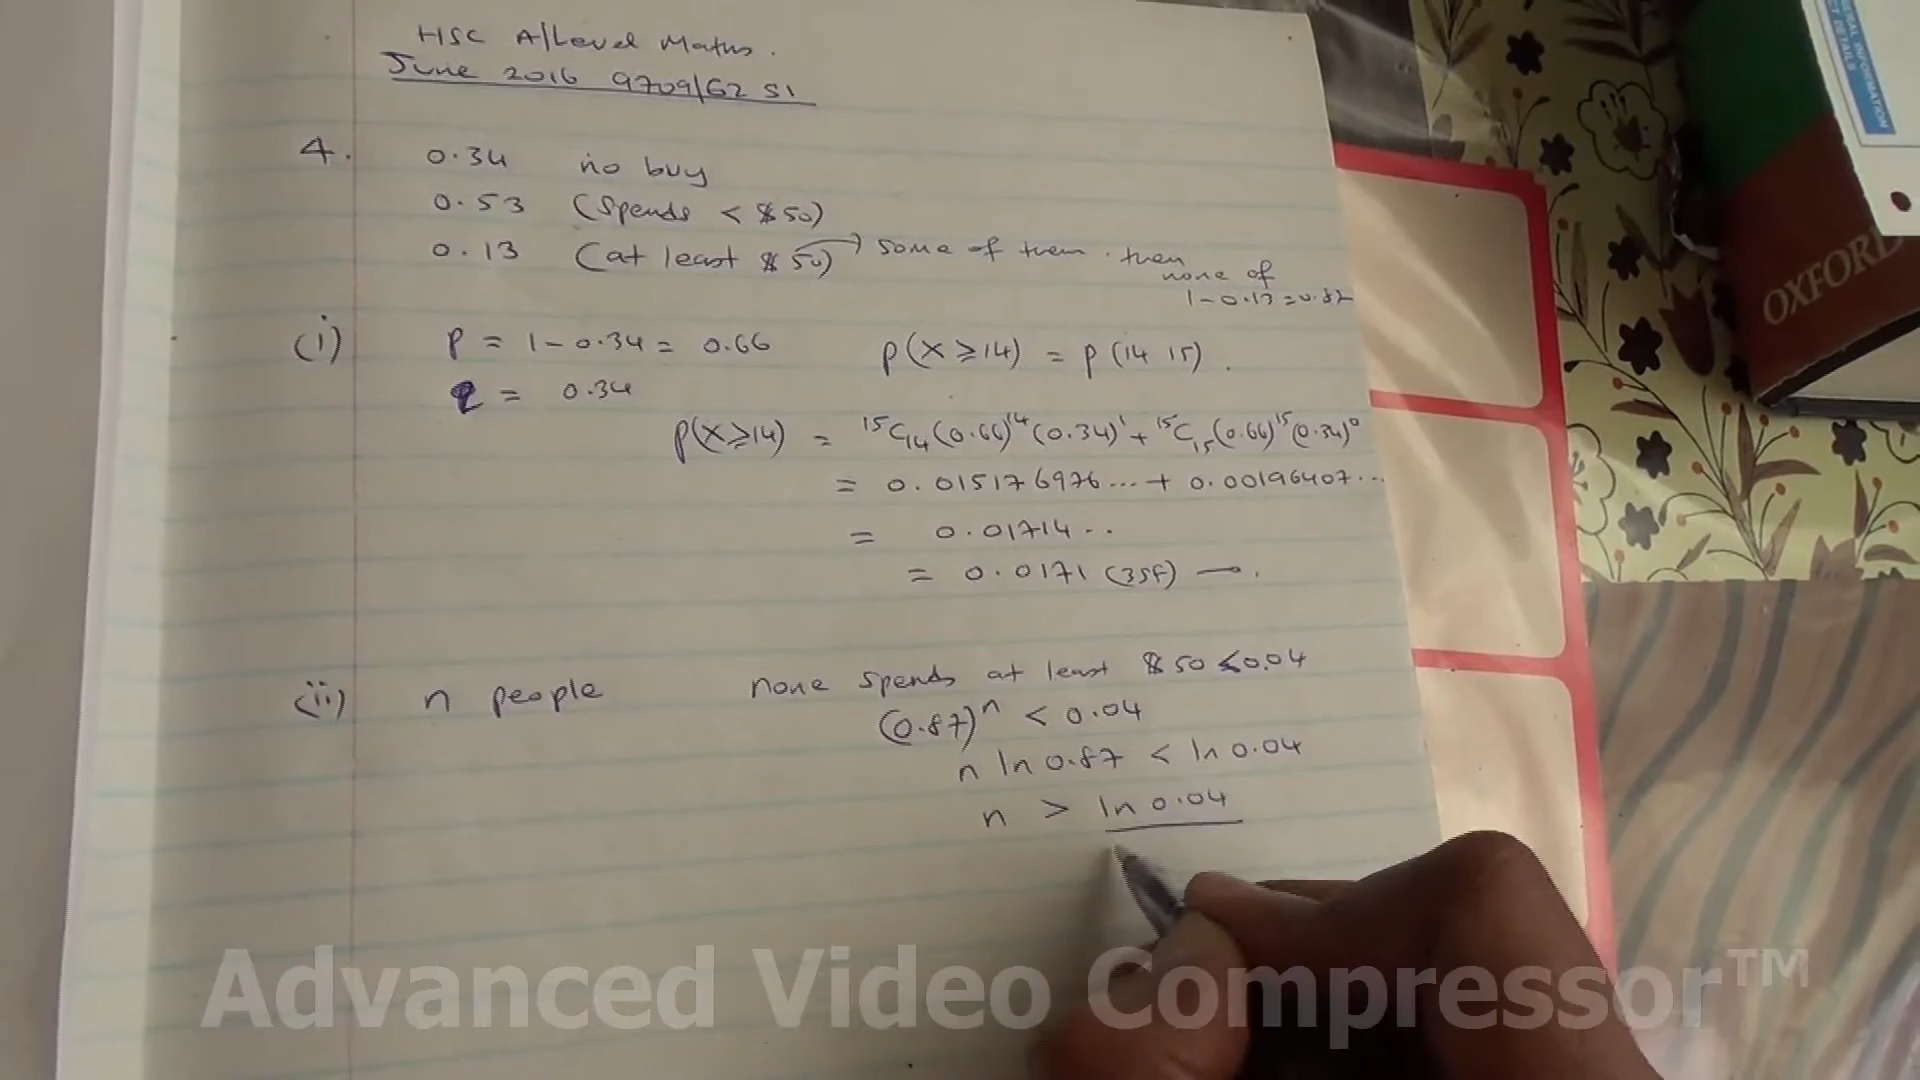 HSC A/Level Maths.
June 2016 9709/62 S1
4. 0.34 no buy
0.53 (Spends < $50)
0.13 (at least $50) → some of them. then
none of
1-0.13=0.87
(i) P = 1-0.34 = 0.66 P(X≥14) = P(14 15).
q = 0.34
P(X≥14) = ¹⁵C₁₄(0.66)¹⁴(0.34)¹+¹⁵C₁₅(0.66)¹⁵(0.34)⁰
= 0.015176976...+ 0.00196407...
= 0.01714..
= 0.0171 (3sf)
(ii) n people none spends at least $50 <0.04
(0.87)ⁿ < 0.04
n ln 0.87 < ln 0.04
n > ln 0.04
OXFORD
Advanced Video Compressor™